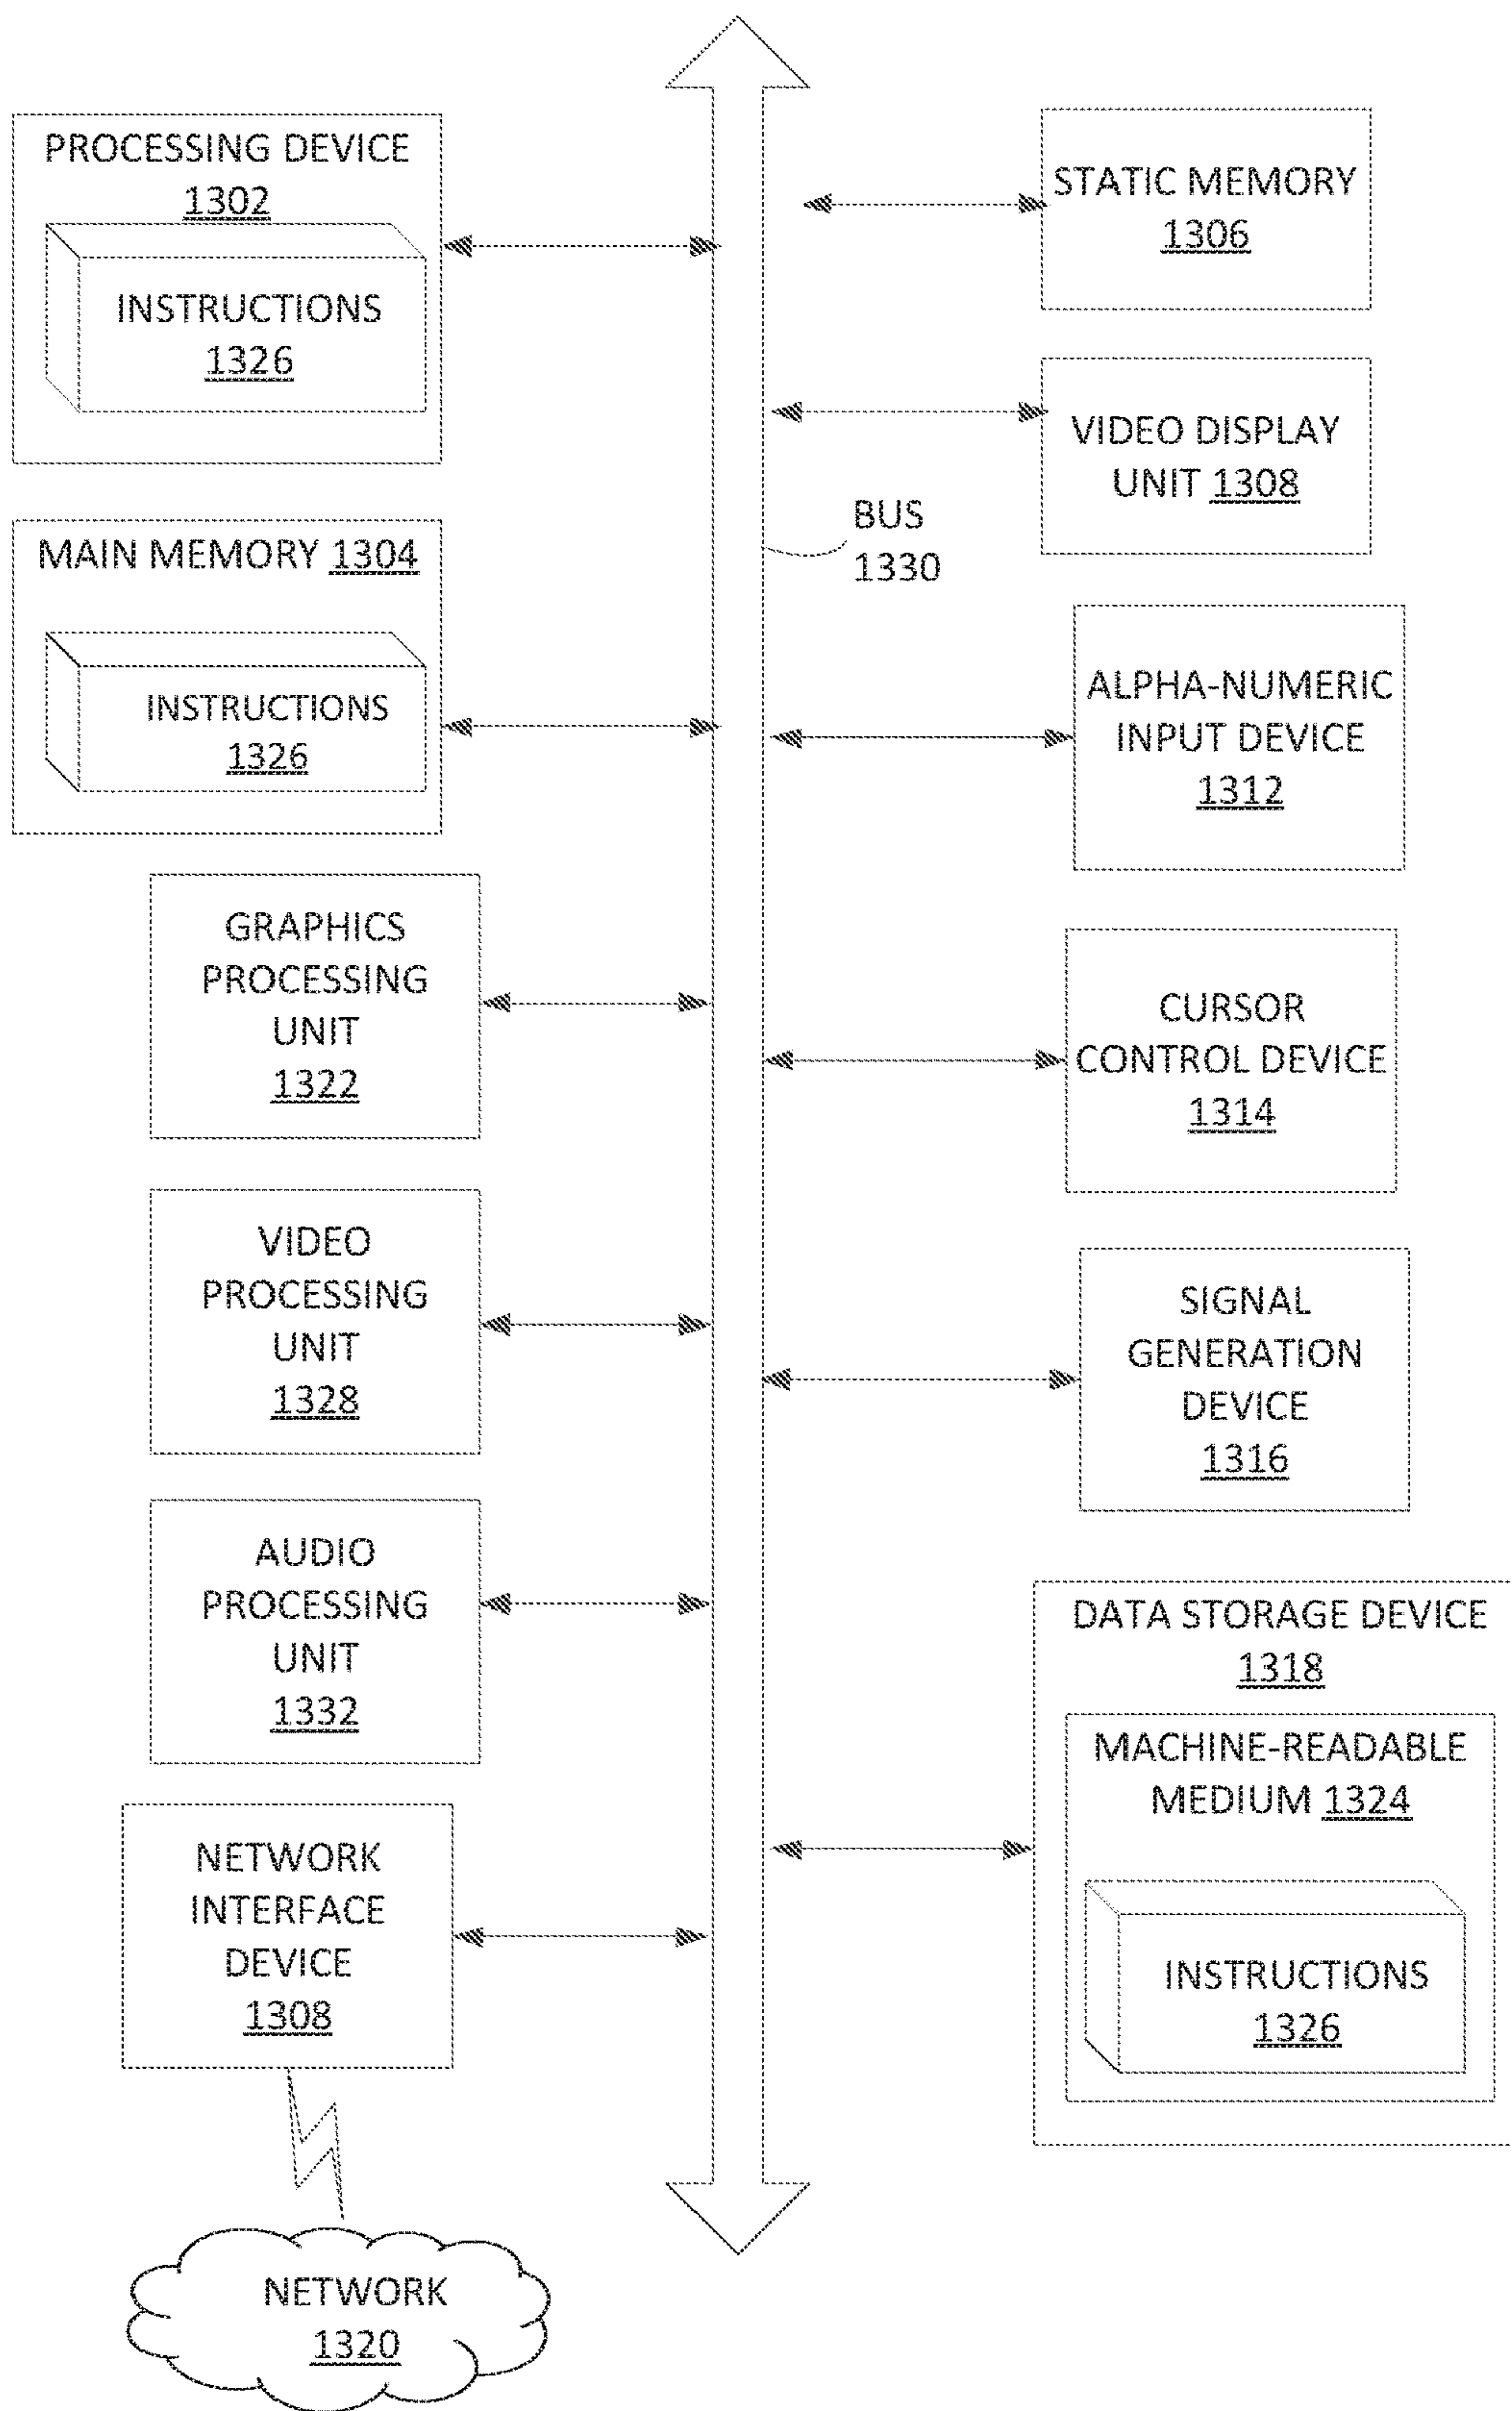 PROCESSING DEVICE
1302
INSTRUCTIONS
1326
MAIN MEMORY 1304
INSTRUCTIONS
1326
GRAPHICS
PROCESSING
UNIT
1322
VIDEO
PROCESSING
UNIT
1328
AUDIO
PROCESSING
UNIT
1332
NETWORK
INTERFACE
DEVICE
1308
NETWORK
1320
BUS
1330
STATIC MEMORY
1306
VIDEO DISPLAY
UNIT 1308
ALPHA-NUMERIC
INPUT DEVICE
1312
CURSOR
CONTROL DEVICE
1314
SIGNAL
GENERATION
DEVICE
1316
DATA STORAGE DEVICE
1318
MACHINE-READABLE
MEDIUM 1324
INSTRUCTIONS
1326